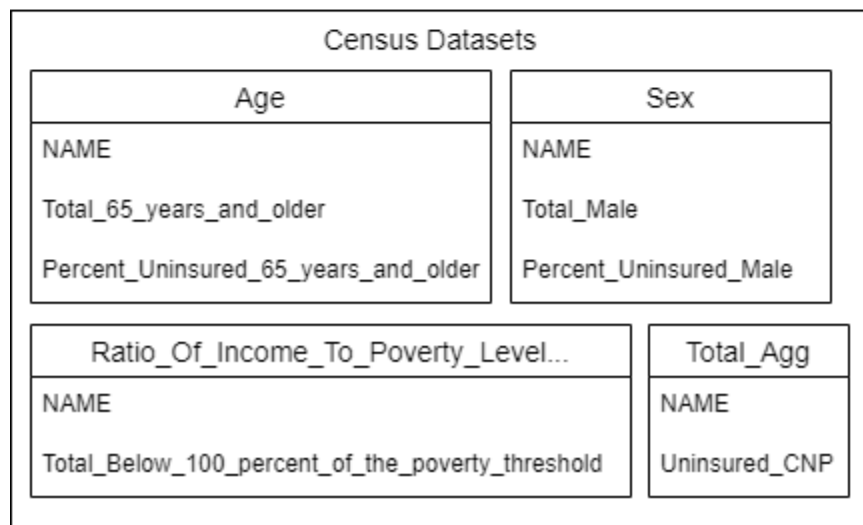 Census Datasets
Age
NAME
Total_65_years_and_older
Percent_Uninsured_65_years_and_older
Sex
NAME
Total_Male
Percent_Uninsured_Male
Ratio_Of_Income_To_Poverty_Level...
NAME
Total_Below_100_percent_of_the_poverty_threshold
Total_Agg
NAME
Uninsured_CNP